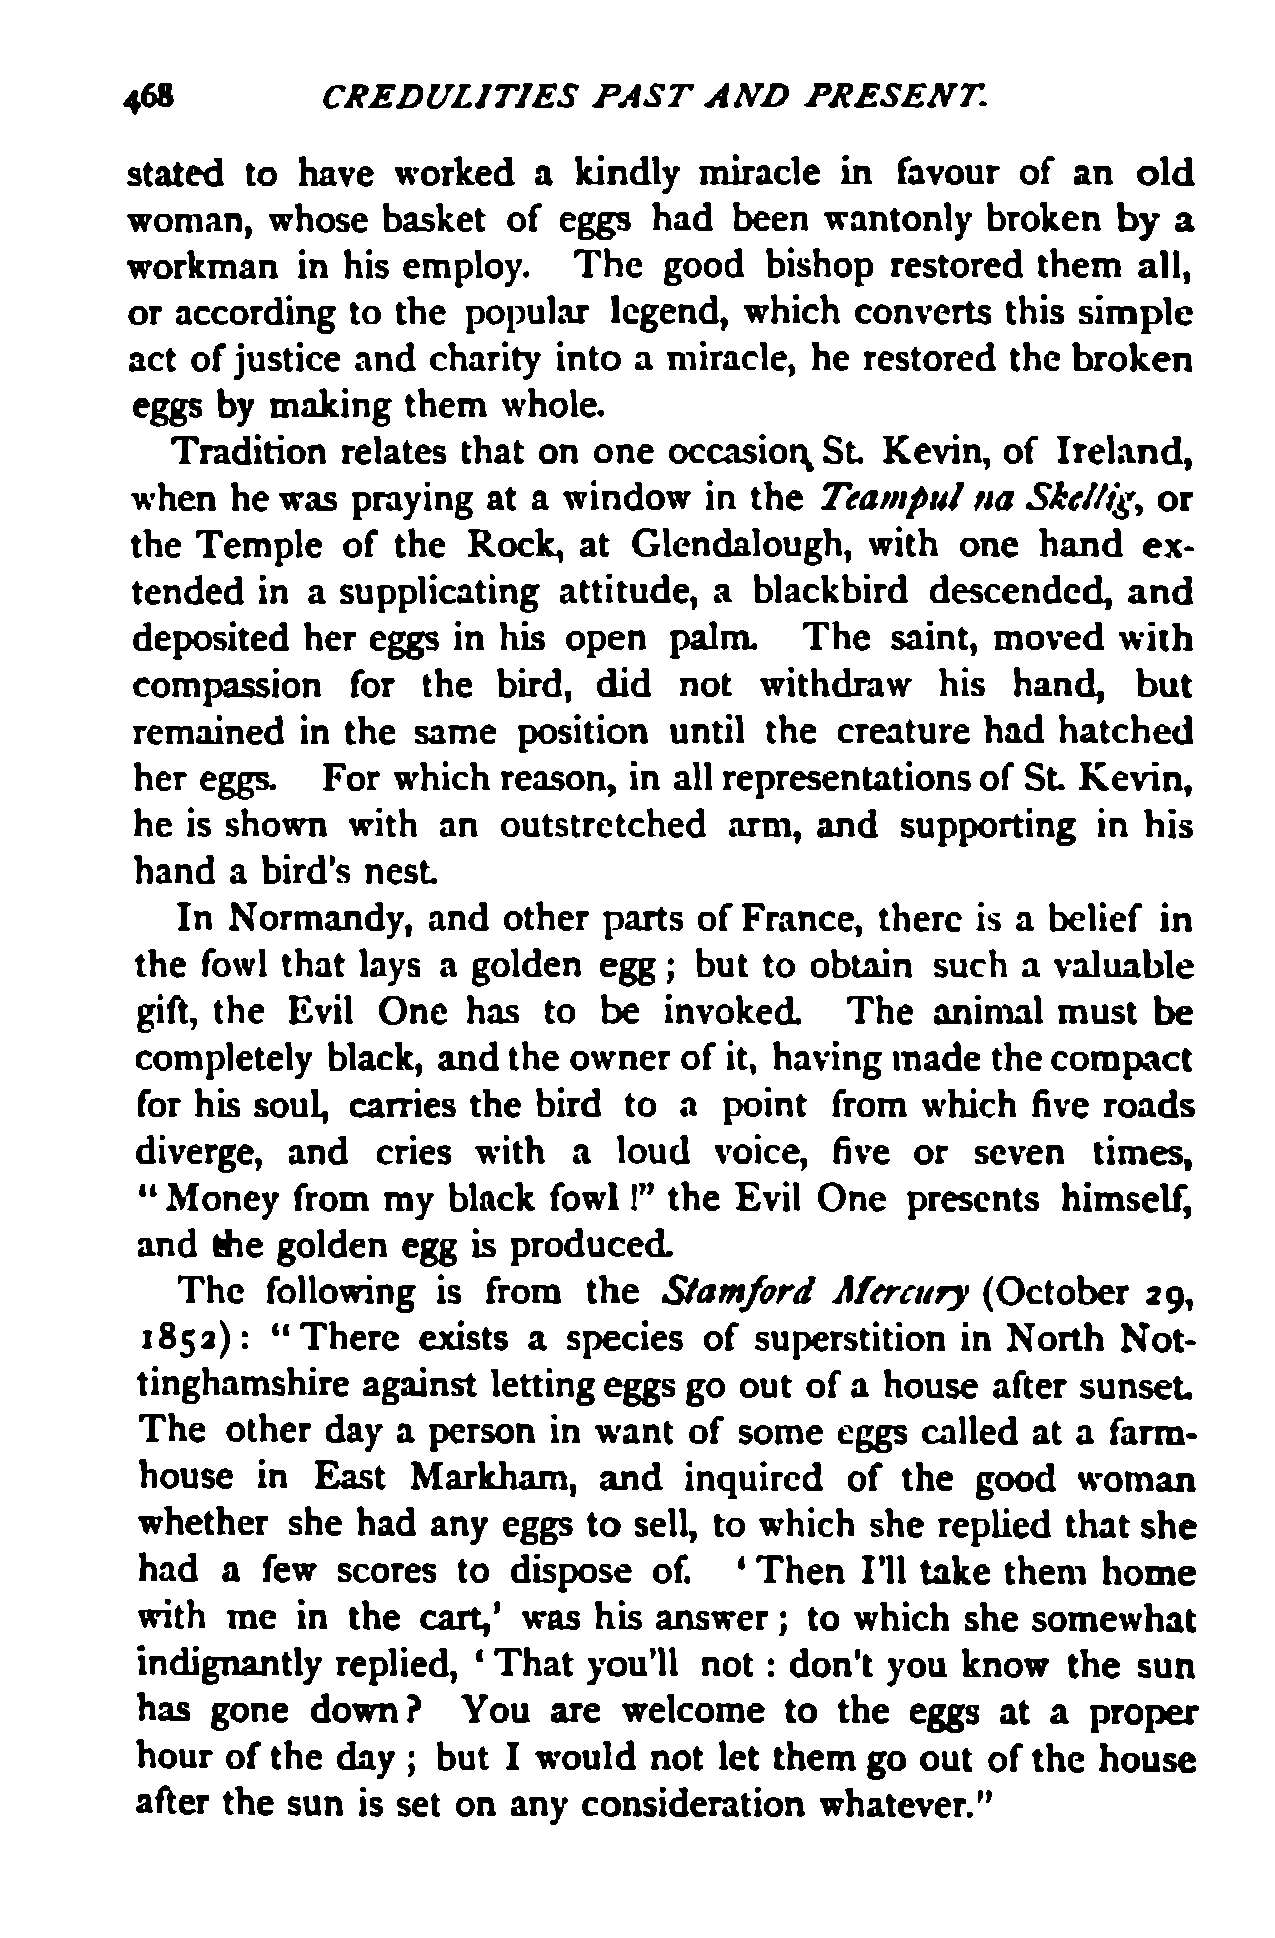 468 CREDULITIES PAST AND PRESENT.
stated to have worked a kindly miracle in favour of an old
woman, whose basket of eggs had been wantonly broken by a
workman in his employ. The good bishop restored them all,
or according to the popular legend, which converts this simple
act of justice and charity into a miracle, he restored the broken
eggs by making them whole.
Tradition relates that on one occasion, St. Kevin, of Ireland,
when he was praying at a window in the Teampul na Skellig, or
the Temple of the Rock, at Glendalough, with one hand ex-
tended in a supplicating attitude, a blackbird descended, and
deposited her eggs in his open palm. The saint, moved with
compassion for the bird, did not withdraw his hand, but
remained in the same position until the creature had hatched
her eggs. For which reason, in all representations of St. Kevin,
he is shown with an outstretched arm, and supporting in his
hand a bird's nest.
In Normandy, and other parts of France, there is a belief in
the fowl that lays a golden egg; but to obtain such a valuable
gift, the Evil One has to be invoked. The animal must be
completely black, and the owner of it, having made the compact
for his soul, carries the bird to a point from which five roads
diverge, and cries with a loud voice, five or seven times,
"Money from my black fowl!" the Evil One presents himself,
and the golden egg is produced.
The following is from the Stamford Mercury (October 29,
1852): "There exists a species of superstition in North Not-
tinghamshire against letting eggs go out of a house after sunset.
The other day a person in want of some eggs called at a farm-
house in East Markham, and inquired of the good woman
whether she had any eggs to sell, to which she replied that she
had a few scores to dispose of. 'Then I'll take them home
with me in the cart,' was his answer; to which she somewhat
indignantly replied, 'That you'll not: don't you know the sun
has gone down? You are welcome to the eggs at a proper
hour of the day; but I would not let them go out of the house
after the sun is set on any consideration whatever."